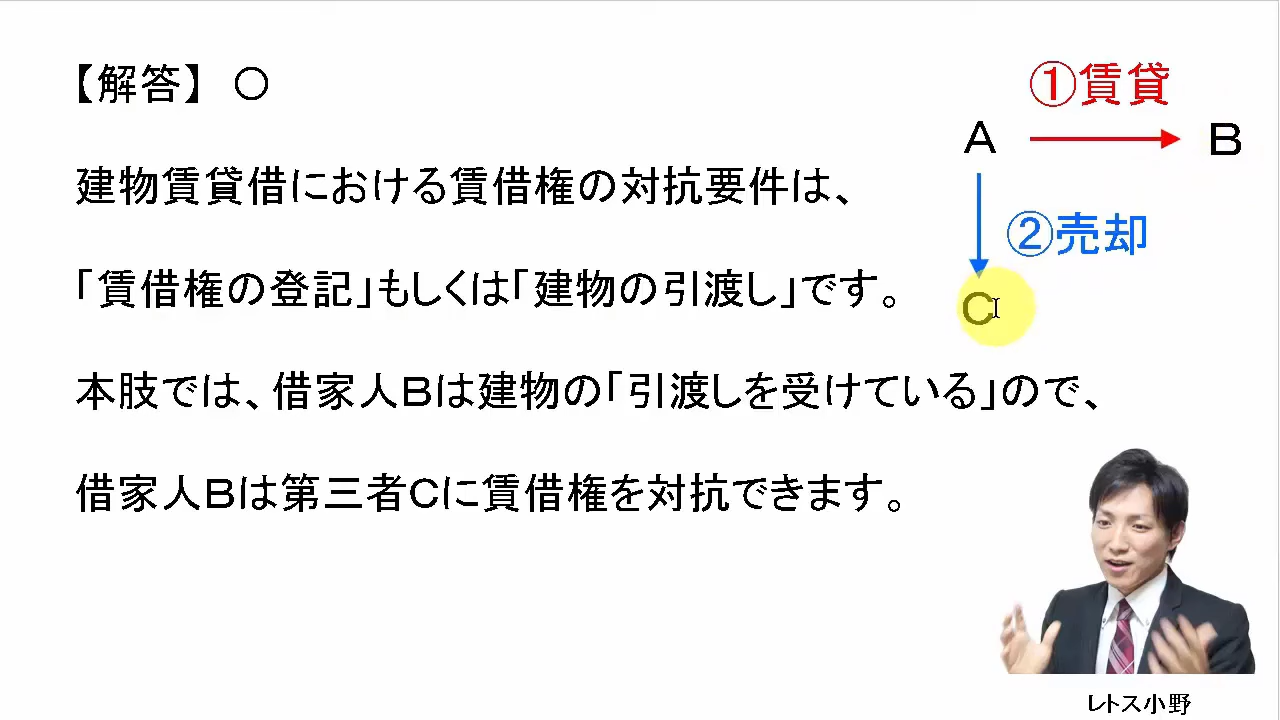 【解答】 ○
①賃貸
A
B
建物賃貸借における賃借権の対抗要件は、
②売却
「賃借権の登記」もしくは「建物の引渡し」です。
C
本肢では、借家人Bは建物の「引渡しを受けている」ので、
借家人Bは第三者Cに賃借権を対抗できます。
レトス小野